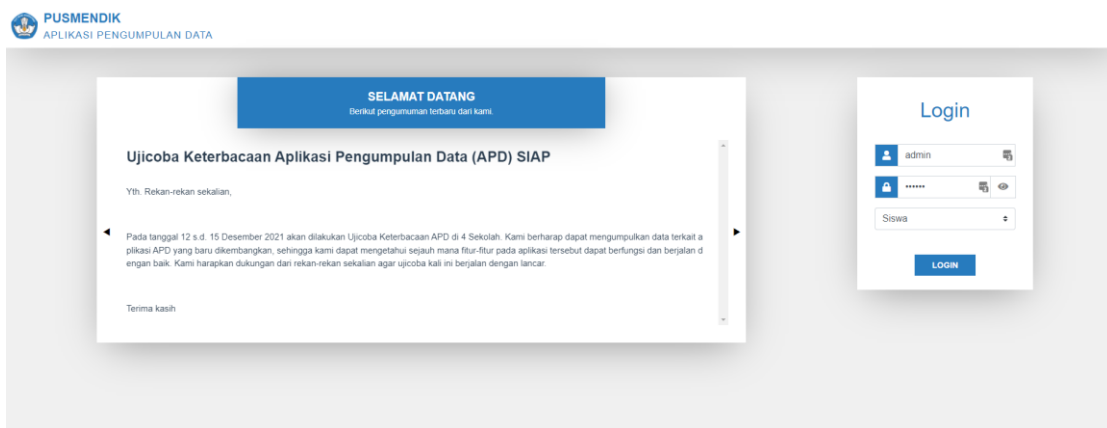 PUSMENDIK
APLIKASI PENGUMPULAN DATA
SELAMAT DATANG
Berikut pengumuman terbaru dari kami.
Ujicoba Keterbacaan Aplikasi Pengumpulan Data (APD) SIAP
Yth. Rekan-rekan sekalian,
Pada tanggal 12 s.d. 15 Desember 2021 akan dilakukan Ujicoba Keterbacaan APD di 4 Sekolah. Kami berharap dapat mengumpulkan data terkait a
plikasi APD yang baru dikembangkan, sehingga kami dapat mengetahui sejauh mana fitur-fitur pada aplikasi tersebut dapat berfungsi dan berjalan d
engan baik. Kami harapkan dukungan dari rekan-rekan sekalian agar ujicoba kali ini berjalan dengan lancar.
Terima kasih
Login
admin
••••••
Siswa
LOGIN